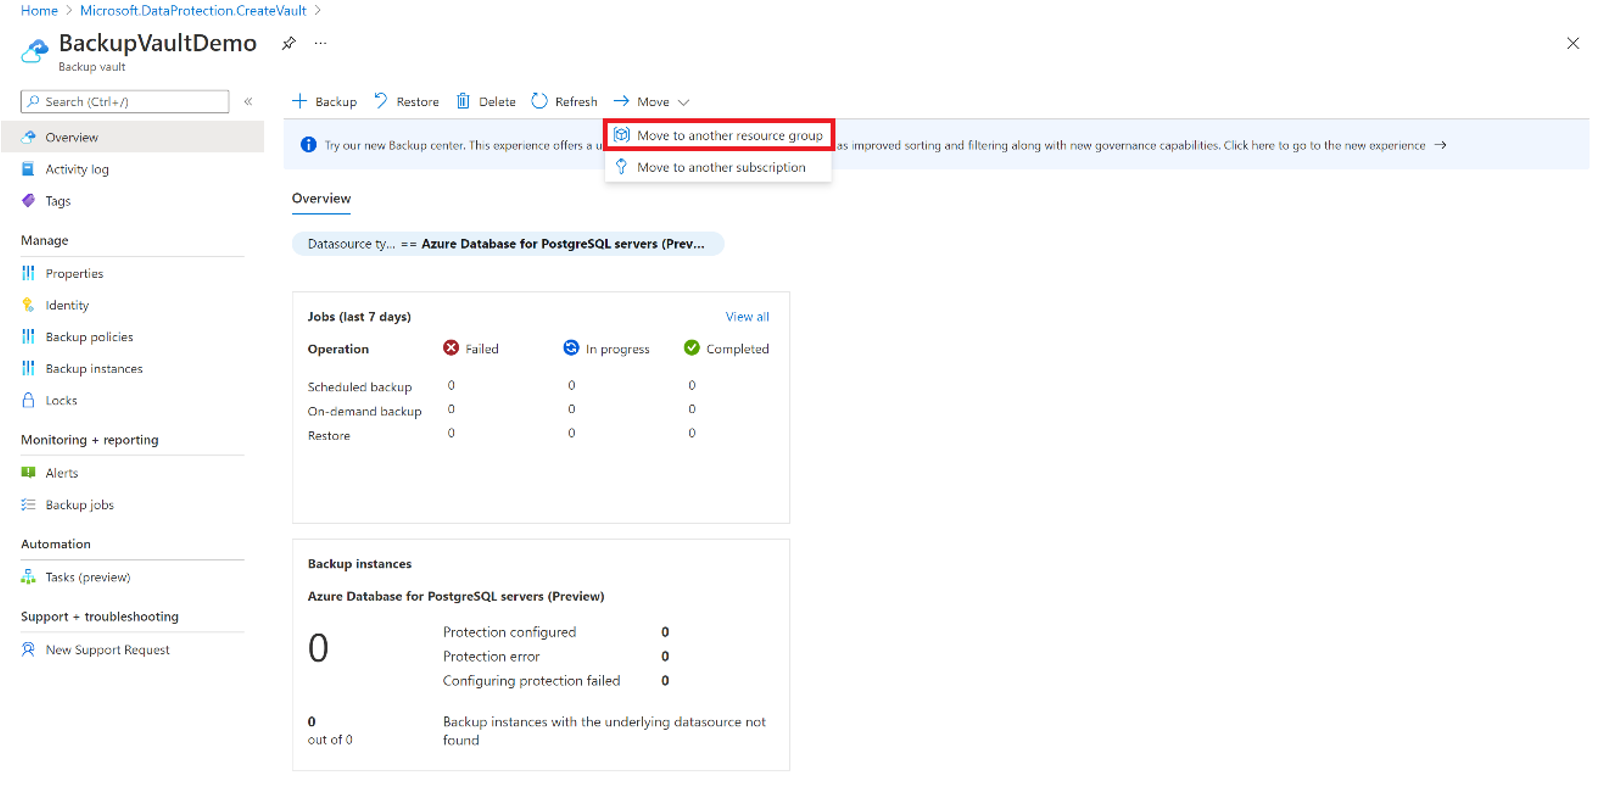 Home > Microsoft.DataProtection.CreateVault >
BackupVaultDemo ...
Backup vault
Search (Ctrl+/) «
Overview
Activity log
Tags
Manage
Properties
Identity
Backup policies
Backup instances
Locks
Monitoring + reporting
Alerts
Backup jobs
Automation
Tasks (preview)
Support + troubleshooting
New Support Request
+ Backup Restore Delete Refresh → Move
Move to another resource group
Move to another subscription
Try our new Backup center. This experience offers a u as improved sorting and filtering along with new governance capabilities. Click here to go to the new experience →
Overview
Datasource ty... == Azure Database for PostgreSQL servers (Prev...
Jobs (last 7 days) View all
Operation Failed In progress Completed
Scheduled backup 0 0 0
On-demand backup 0 0 0
Restore 0 0 0
Backup instances
Azure Database for PostgreSQL servers (Preview)
0
Protection configured 0
Protection error 0
Configuring protection failed 0
0
out of 0
Backup instances with the underlying datasource not
found